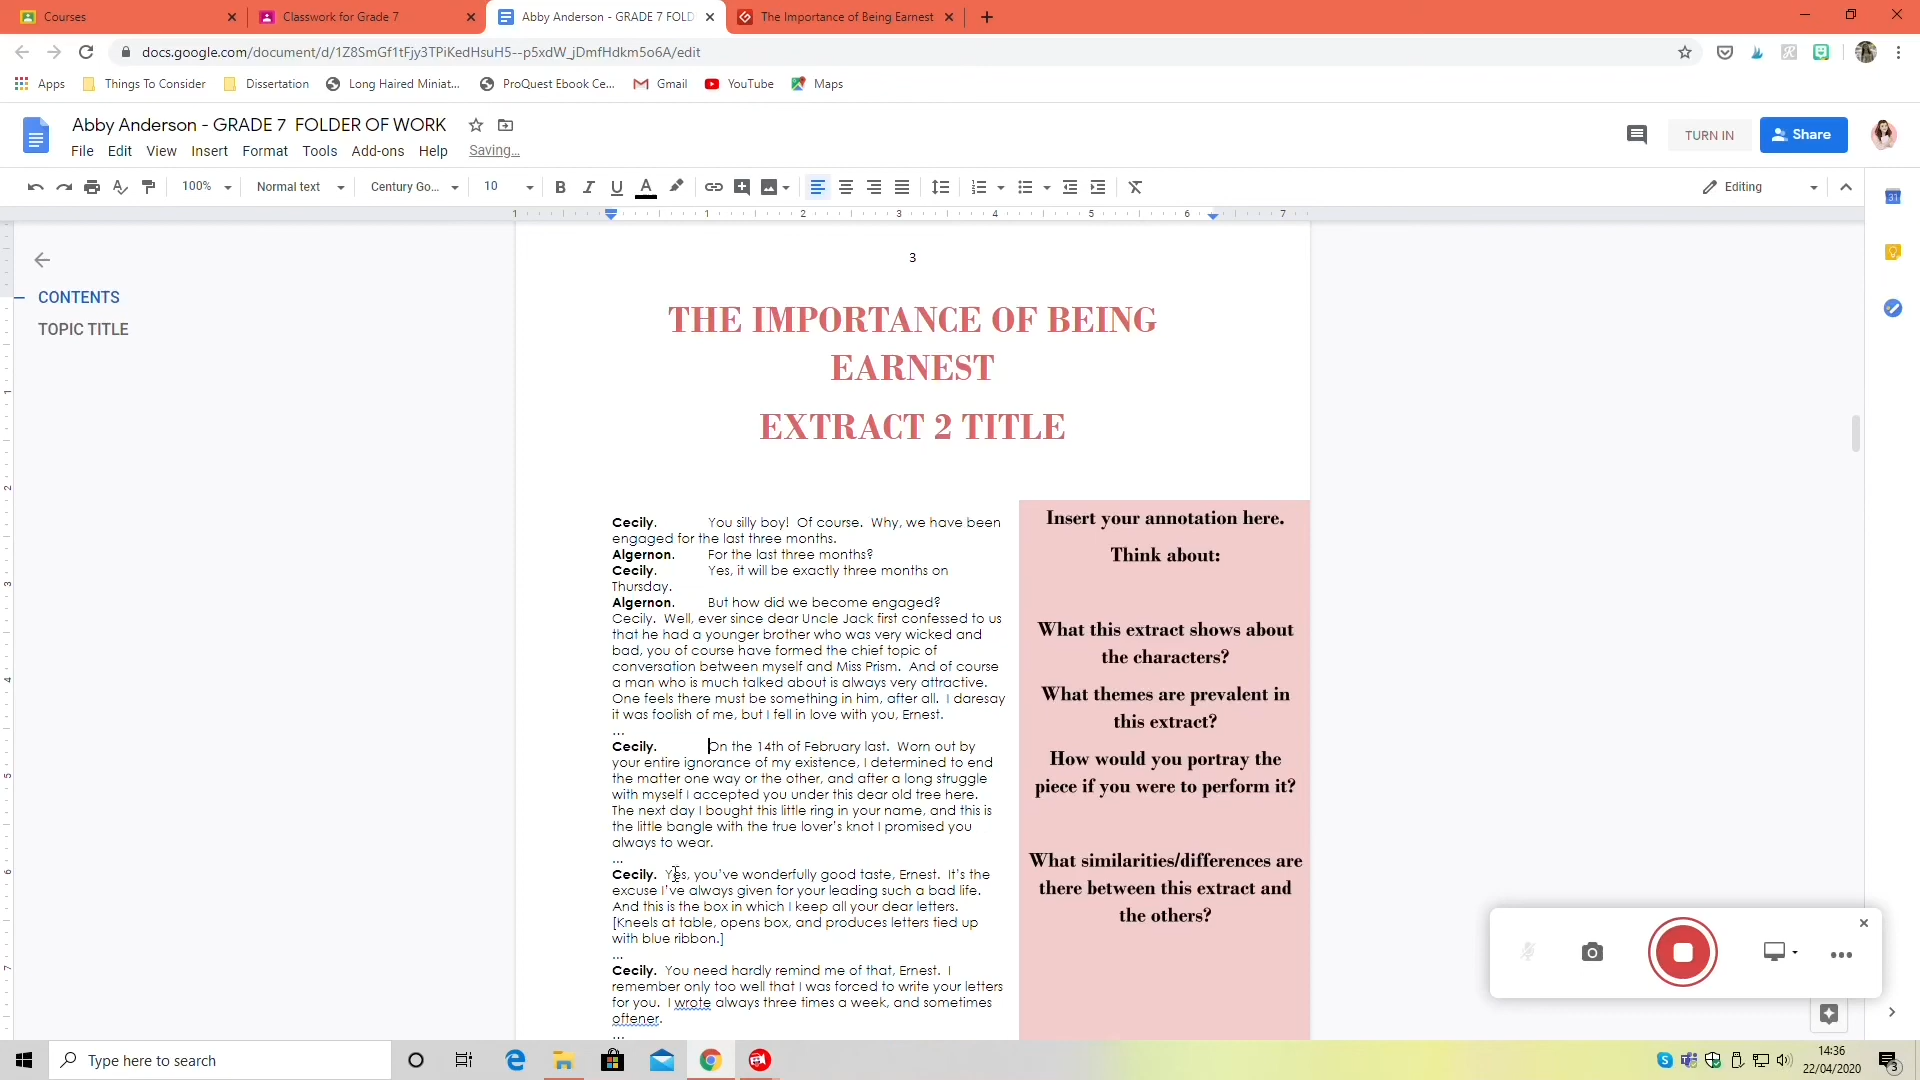 Courses
Classwork for Grade 7
Abby Anderson - GRADE 7 FOLD
The Importance of Being Earnest
docs.google.com/document/d/1Z8SmGf1tFjy3TPiKedHsuH5--p5xdW_jDmfHdkm5o6A/edit
Apps
Things To Consider
Dissertation
Long Haired Miniat...
ProQuest Ebook Ce...
Gmail
YouTube
Maps
Abby Anderson - GRADE 7 FOLDER OF WORK
TURN IN
Share
File Edit View Insert Format Tools Add-ons Help Saving...
100% Normal text Century Go... 10 B I U A Editing
1 1 2 3 4 5 6 7
31
3
CONTENTS
TOPIC TITLE
THE IMPORTANCE OF BEING
EARNEST
EXTRACT 2 TITLE
Cecily. You silly boy! Of course. Why, we have been
engaged for the last three months.
Algernon. For the last three months?
Cecily. Yes, it will be exactly three months on
Thursday.
Algernon. But how did we become engaged?
Cecily. Well, ever since dear Uncle Jack first confessed to us
that he had a younger brother who was very wicked and
bad, you of course have formed the chief topic of
conversation between myself and Miss Prism. And of course
a man who is much talked about is always very attractive.
One feels there must be something in him, after all. I daresay
it was foolish of me, but I fell in love with you, Ernest.
...
Cecily. On the 14th of February last. Worn out by
your entire ignorance of my existence, I determined to end
the matter one way or the other, and after a long struggle
with myself I accepted you under this dear old tree here.
The next day I bought this little ring in your name, and this is
the little bangle with the true lover's knot I promised you
always to wear.
...
Cecily. Yes, you've wonderfully good taste, Ernest. It's the
excuse I've always given for your leading such a bad life.
And this is the box in which I keep all your dear letters.
[Kneels at table, opens box, and produces letters tied up
with blue ribbon.]
...
Cecily. You need hardly remind me of that, Ernest. I
remember only too well that I was forced to write your letters
for you. I wrote always three times a week, and sometimes
oftener.
...
Insert your annotation here.
Think about:
What this extract shows about
the characters?
What themes are prevalent in
this extract?
How would you portray the
piece if you were to perform it?
What similarities/differences are
there between this extract and
the others?
1
2
3
4
5
6
7
Type here to search
14:36
22/04/2020
3